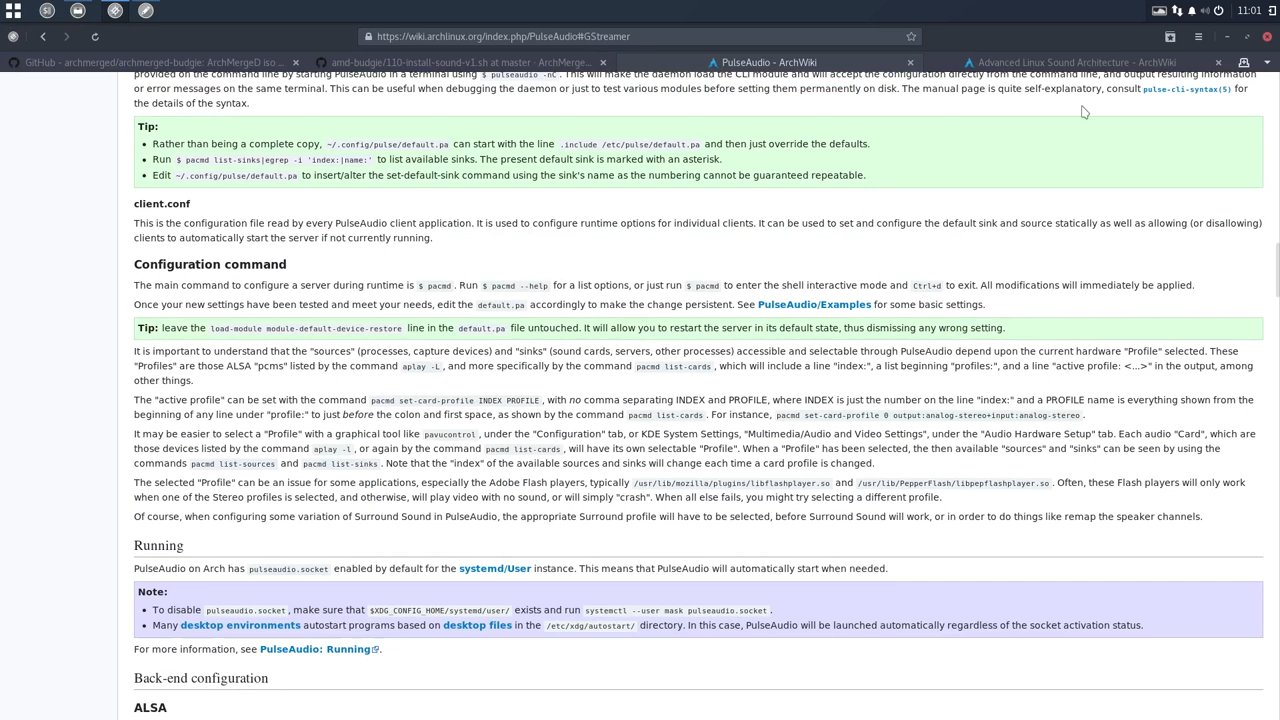 11:01
https://wiki.archlinux.org/index.php/PulseAudio#GStreamer
GitHub - archmerged/archmerged-budgie: ArchMergeD iso ...
amd-budgie/110-install-sound-v1.sh at master · ArchMerge...
PulseAudio - ArchWiki
Advanced Linux Sound Architecture - ArchWiki
provided on the command line by starting PulseAudio in a terminal using $ pulseaudio -nC. This will make the daemon load the CLI module and will accept the configuration directly from the command line, and output resulting information
or error messages on the same terminal. This can be useful when debugging the daemon or just to test various modules before setting them permanently on disk. The manual page is quite self-explanatory, consult pulse-cli-syntax(5) for
the details of the syntax.
Tip:
• Rather than being a complete copy, ~/.config/pulse/default.pa can start with the line .include /etc/pulse/default.pa and then just override the defaults.
• Run $ pacmd list-sinks|egrep -i 'index:|name:' to list available sinks. The present default sink is marked with an asterisk.
• Edit ~/.config/pulse/default.pa to insert/alter the set-default-sink command using the sink's name as the numbering cannot be guaranteed repeatable.
client.conf
This is the configuration file read by every PulseAudio client application. It is used to configure runtime options for individual clients. It can be used to set and configure the default sink and source statically as well as allowing (or disallowing)
clients to automatically start the server if not currently running.
Configuration command
The main command to configure a server during runtime is $ pacmd. Run $ pacmd --help for a list options, or just run $ pacmd to enter the shell interactive mode and Ctrl+d to exit. All modifications will immediately be applied.
Once your new settings have been tested and meet your needs, edit the default.pa accordingly to make the change persistent. See PulseAudio/Examples for some basic settings.
Tip: leave the load-module module-default-device-restore line in the default.pa file untouched. It will allow you to restart the server in its default state, thus dismissing any wrong setting.
It is important to understand that the "sources" (processes, capture devices) and "sinks" (sound cards, servers, other processes) accessible and selectable through PulseAudio depend upon the current hardware "Profile" selected. These
"Profiles" are those ALSA "pcms" listed by the command aplay -L, and more specifically by the command pacmd list-cards, which will include a line "index:", a list beginning "profiles:", and a line "active profile: <...>" in the output, among
other things.
The "active profile" can be set with the command pacmd set-card-profile INDEX PROFILE, with no comma separating INDEX and PROFILE, where INDEX is just the number on the line "index:" and a PROFILE name is everything shown from the
beginning of any line under "profile:" to just before the colon and first space, as shown by the command pacmd list-cards. For instance, pacmd set-card-profile 0 output:analog-stereo+input:analog-stereo.
It may be easier to select a "Profile" with a graphical tool like pavucontrol, under the "Configuration" tab, or KDE System Settings, "Multimedia/Audio and Video Settings", under the "Audio Hardware Setup" tab. Each audio "Card", which are
those devices listed by the command aplay -l, or again by the command pacmd list-cards, will have its own selectable "Profile". When a "Profile" has been selected, the then available "sources" and "sinks" can be seen by using the
commands pacmd list-sources and pacmd list-sinks. Note that the "index" of the available sources and sinks will change each time a card profile is changed.
The selected "Profile" can be an issue for some applications, especially the Adobe Flash players, typically /usr/lib/mozilla/plugins/libflashplayer.so and /usr/lib/PepperFlash/libpepflashplayer.so. Often, these Flash players will only work
when one of the Stereo profiles is selected, and otherwise, will play video with no sound, or will simply "crash". When all else fails, you might try selecting a different profile.
Of course, when configuring some variation of Surround Sound in PulseAudio, the appropriate Surround profile will have to be selected, before Surround Sound will work, or in order to do things like remap the speaker channels.
Running
PulseAudio on Arch has pulseaudio.socket enabled by default for the systemd/User instance. This means that PulseAudio will automatically start when needed.
Note:
• To disable pulseaudio.socket, make sure that $XDG_CONFIG_HOME/systemd/user/ exists and run systemctl --user mask pulseaudio.socket.
• Many desktop environments autostart programs based on desktop files in the /etc/xdg/autostart/ directory. In this case, PulseAudio will be launched automatically regardless of the socket activation status.
For more information, see PulseAudio: Running.
Back-end configuration
ALSA